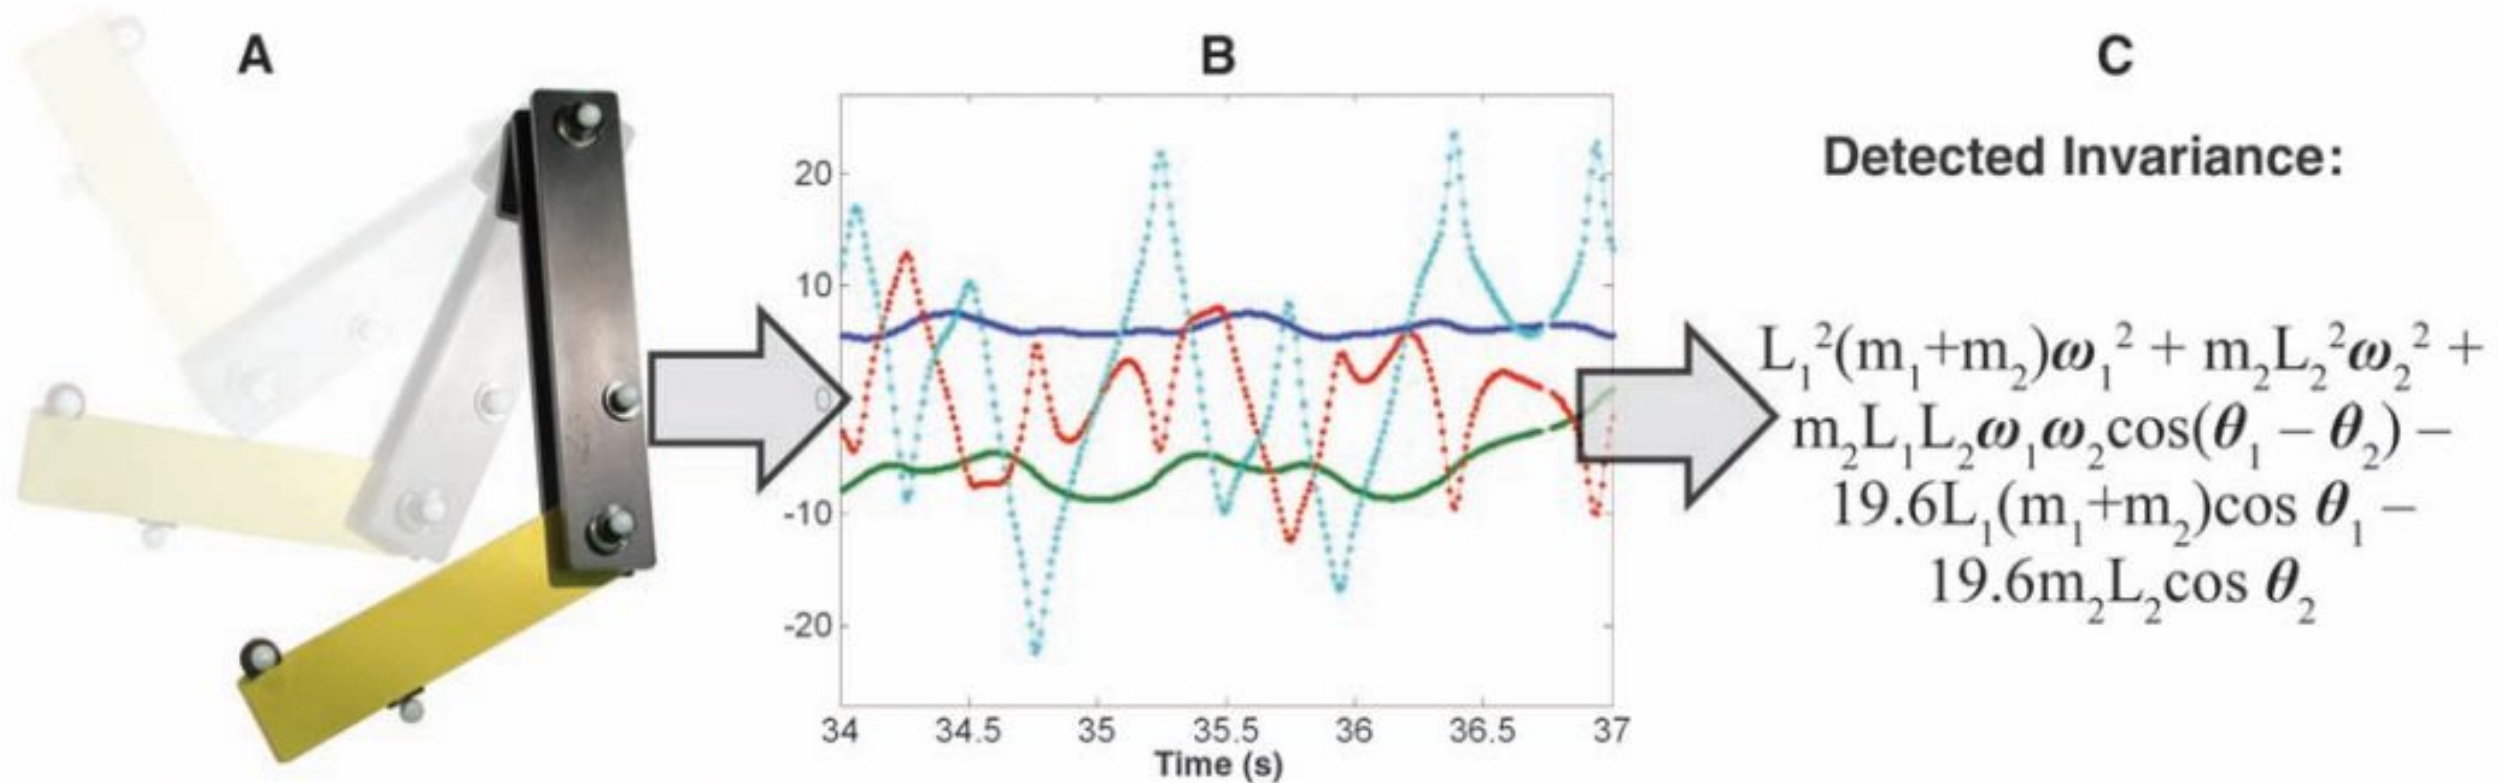 A
B
C
20
10
0
-10
-20
34 34.5 35 35.5 36 36.5 37
Time (s)
Detected Invariance:
L₁²(m₁+m₂)ω₁² + m₂L₂²ω₂² +
m₂L₁L₂ω₁ω₂cos(θ₁ − θ₂) −
19.6L₁(m₁+m₂)cos θ₁ −
19.6m₂L₂cos θ₂